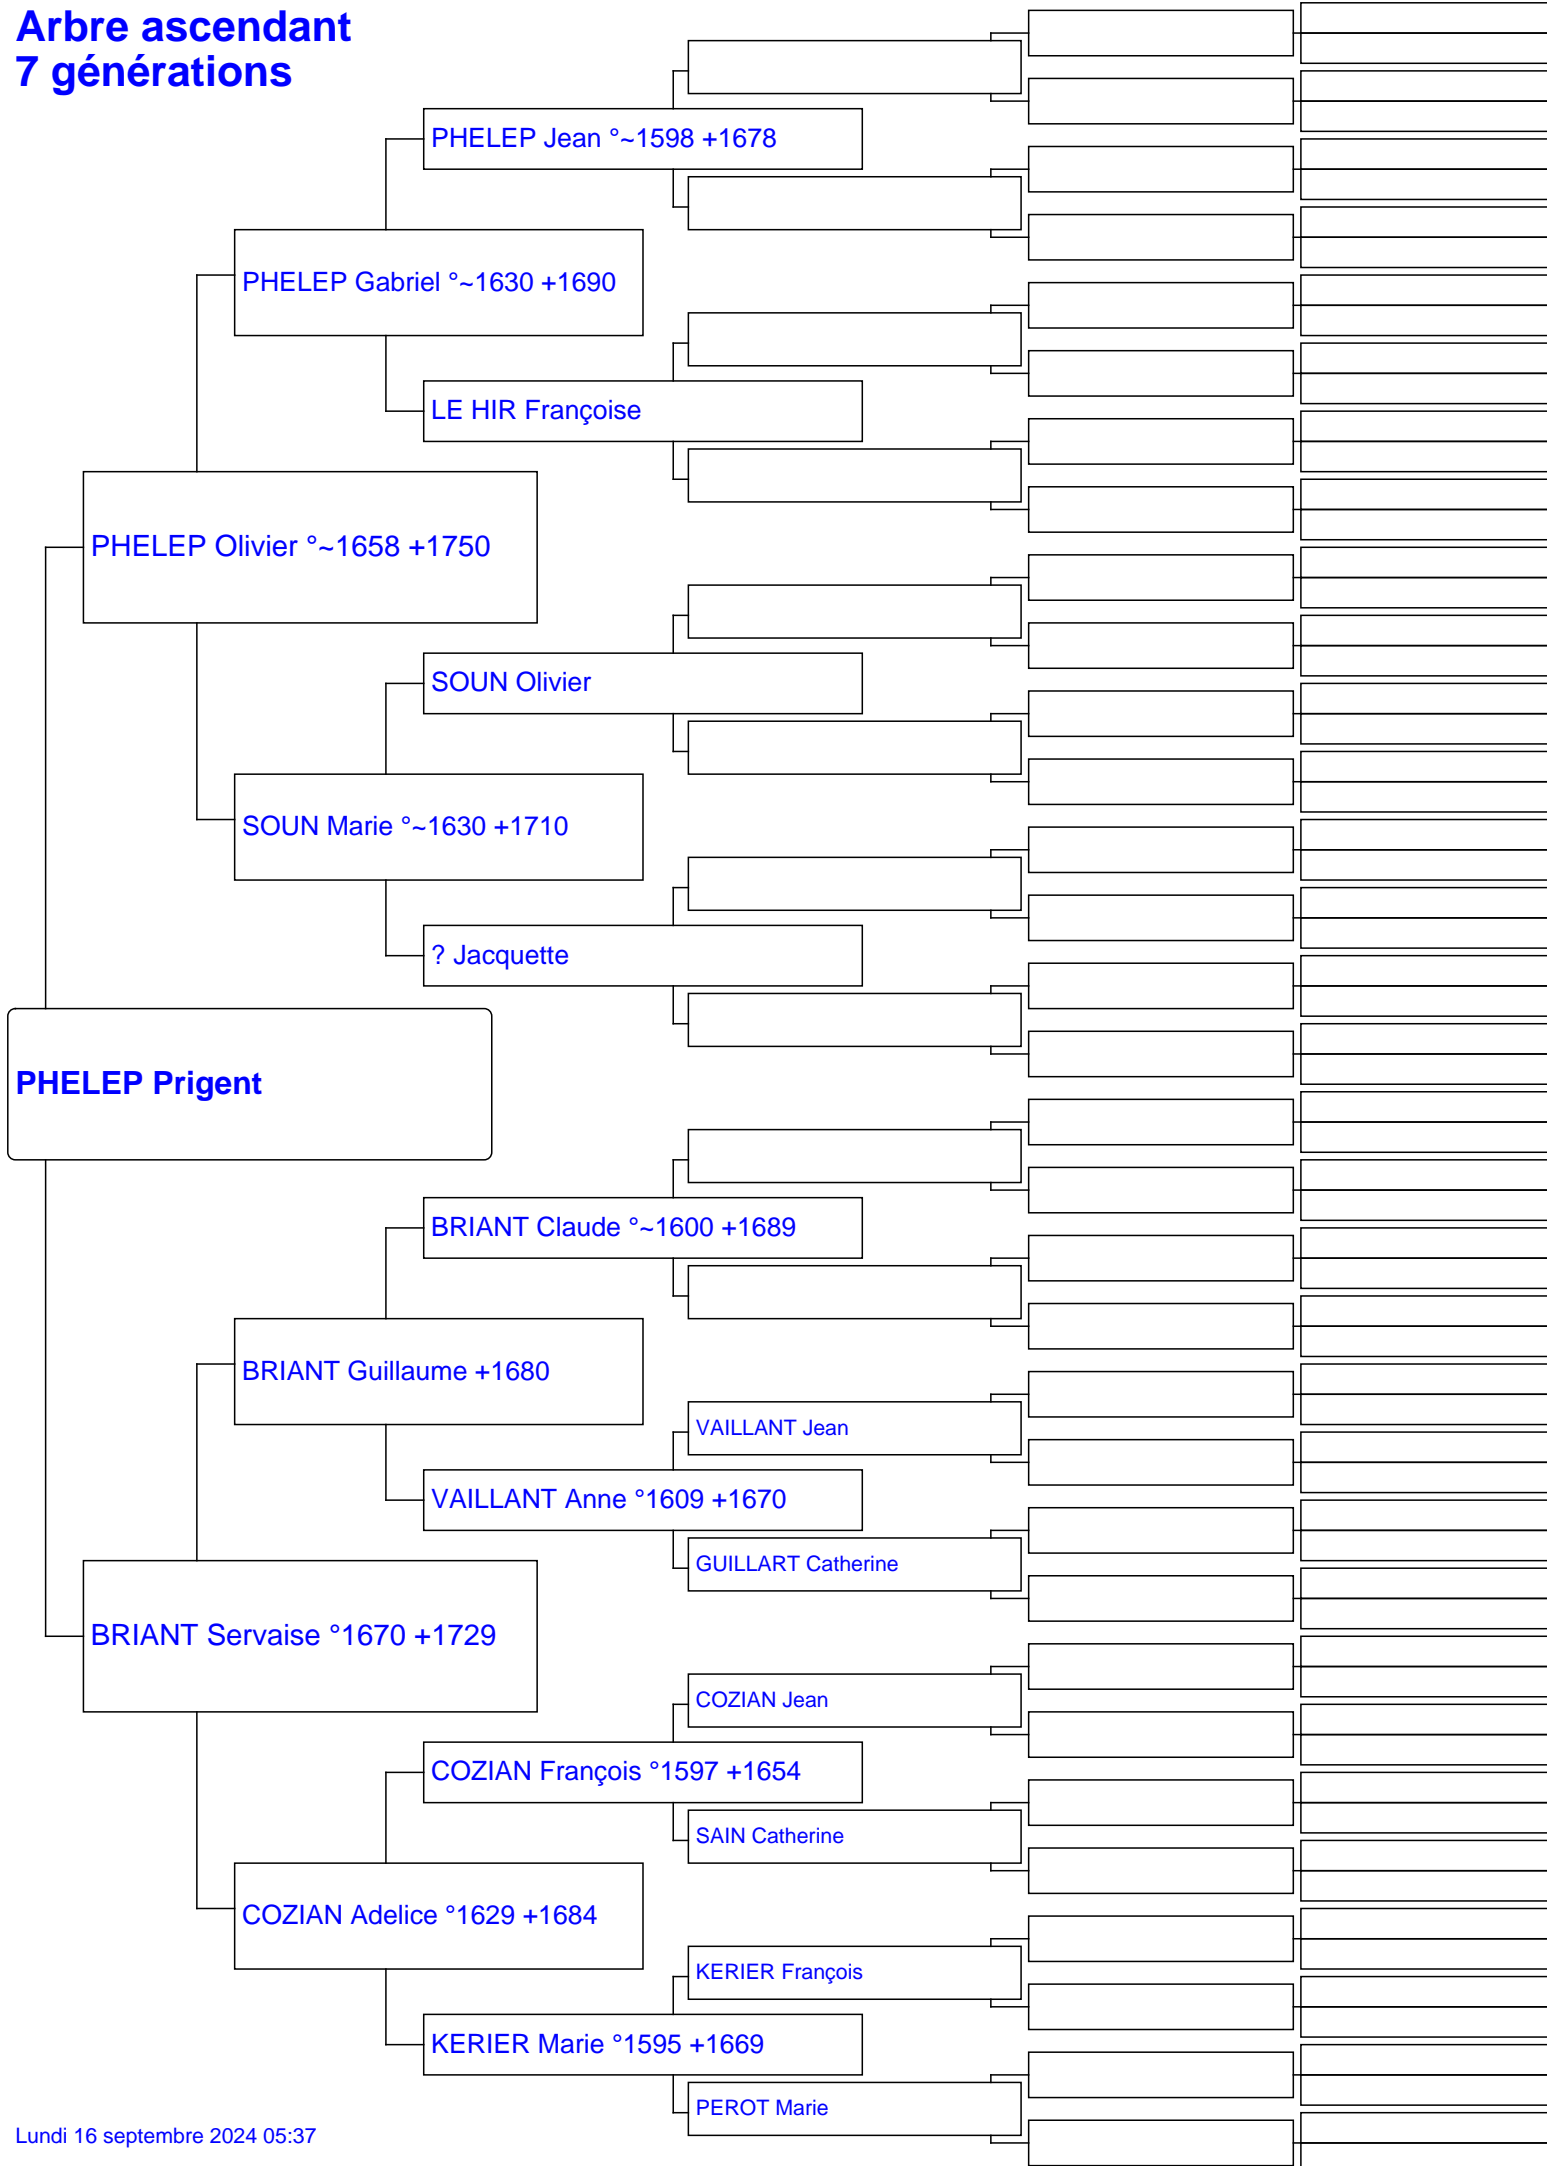 Arbre ascendant
7 générations
PHELEP Jean °~1598 +1678
PHELEP Gabriel °~1630 +1690
LE HIR Françoise
PHELEP Olivier °~1658 +1750
SOUN Olivier
SOUN Marie °~1630 +1710
? Jacquette
PHELEP Prigent
BRIANT Claude °~1600 +1689
BRIANT Guillaume +1680
VAILLANT Jean
VAILLANT Anne °1609 +1670
GUILLART Catherine
BRIANT Servaise °1670 +1729
COZIAN Jean
COZIAN François °1597 +1654
SAIN Catherine
COZIAN Adelice °1629 +1684
KERIER François
KERIER Marie °1595 +1669
PEROT Marie
Lundi 16 septembre 2024 05:37